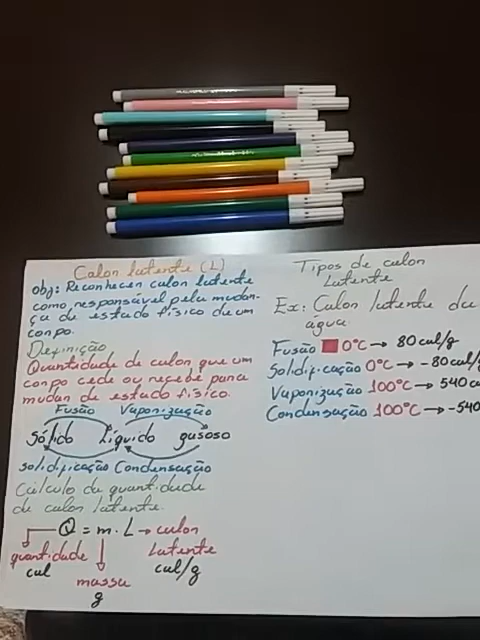 Calor latente (L)
obj: Reconhecer calor latente
como responsável pela mudan-
ça de estado físico de um
corpo.
Definição
Quantidade de calor que um
corpo cede ou recebe para
mudar de estado físico.
Fusão Vaporização
Sólido Líquido gasoso
solidificação Condensação
Cálculo da quantidade
de calor latente.
Q = m . L → calor
quantidade latente
cal cal/g
massa
g
Tipos de calor
latente
Ex: Calor latente da
água.
Fusão 0°C → 80 cal/g
Solidificação 0°C → -80 cal/g
Vaporização 100°C → 540 ca
Condensação 100°C → -540